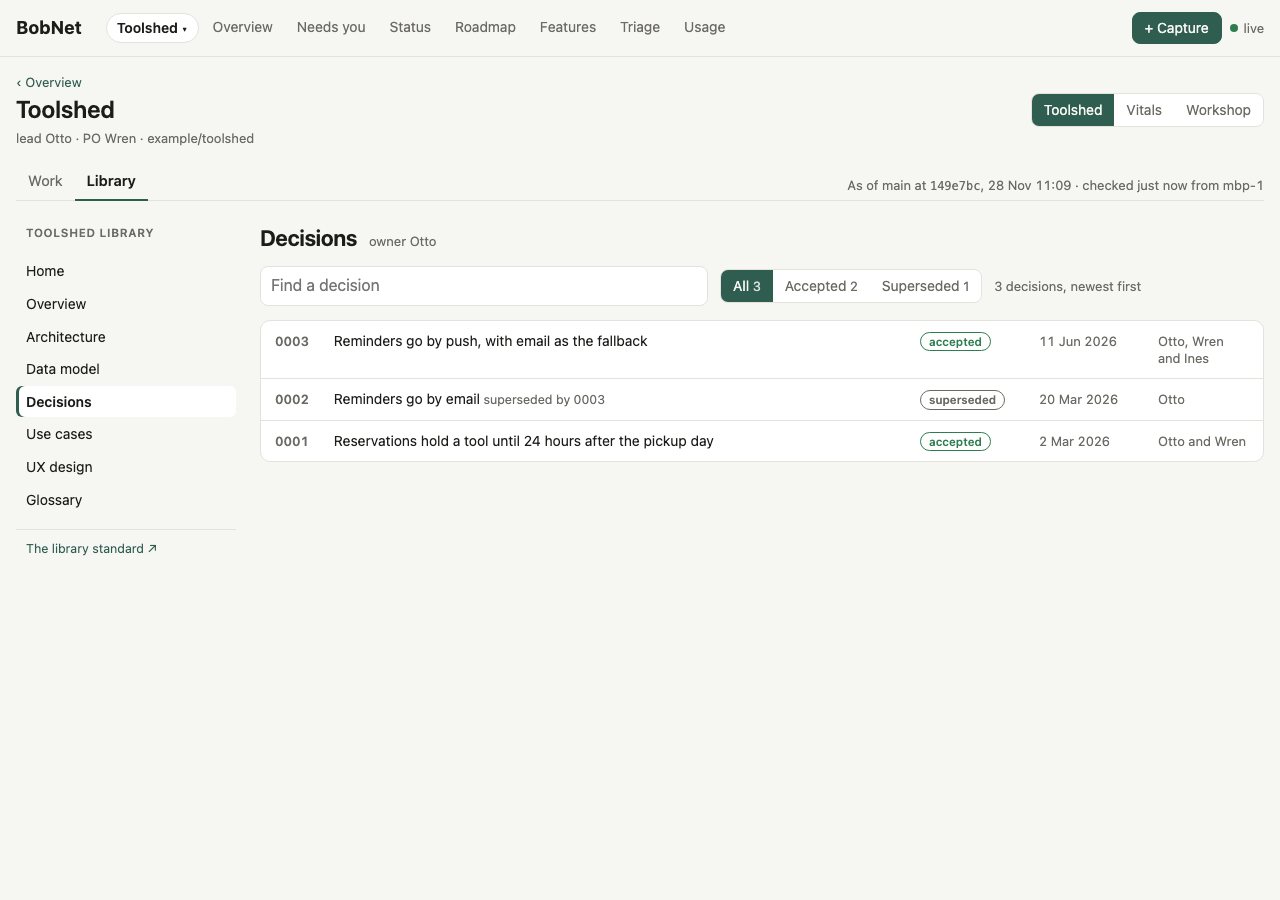 BobNet
Toolshed ▾
Overview
Needs you
Status
Roadmap
Features
Triage
Usage
+ Capture
live
‹ Overview
Toolshed
lead Otto · PO Wren · example/toolshed
Toolshed
Vitals
Workshop
Work
Library
As of main at 149e7bc, 28 Nov 11:09 · checked just now from mbp-1
TOOLSHED LIBRARY
Home
Overview
Architecture
Data model
Decisions
Use cases
UX design
Glossary
The library standard ↗
Decisions owner Otto
Find a decision
All 3
Accepted 2
Superseded 1
3 decisions, newest first
0003 Reminders go by push, with email as the fallback accepted 11 Jun 2026 Otto, Wren
and Ines
0002 Reminders go by email superseded by 0003 superseded 20 Mar 2026 Otto
0001 Reservations hold a tool until 24 hours after the pickup day accepted 2 Mar 2026 Otto and Wren